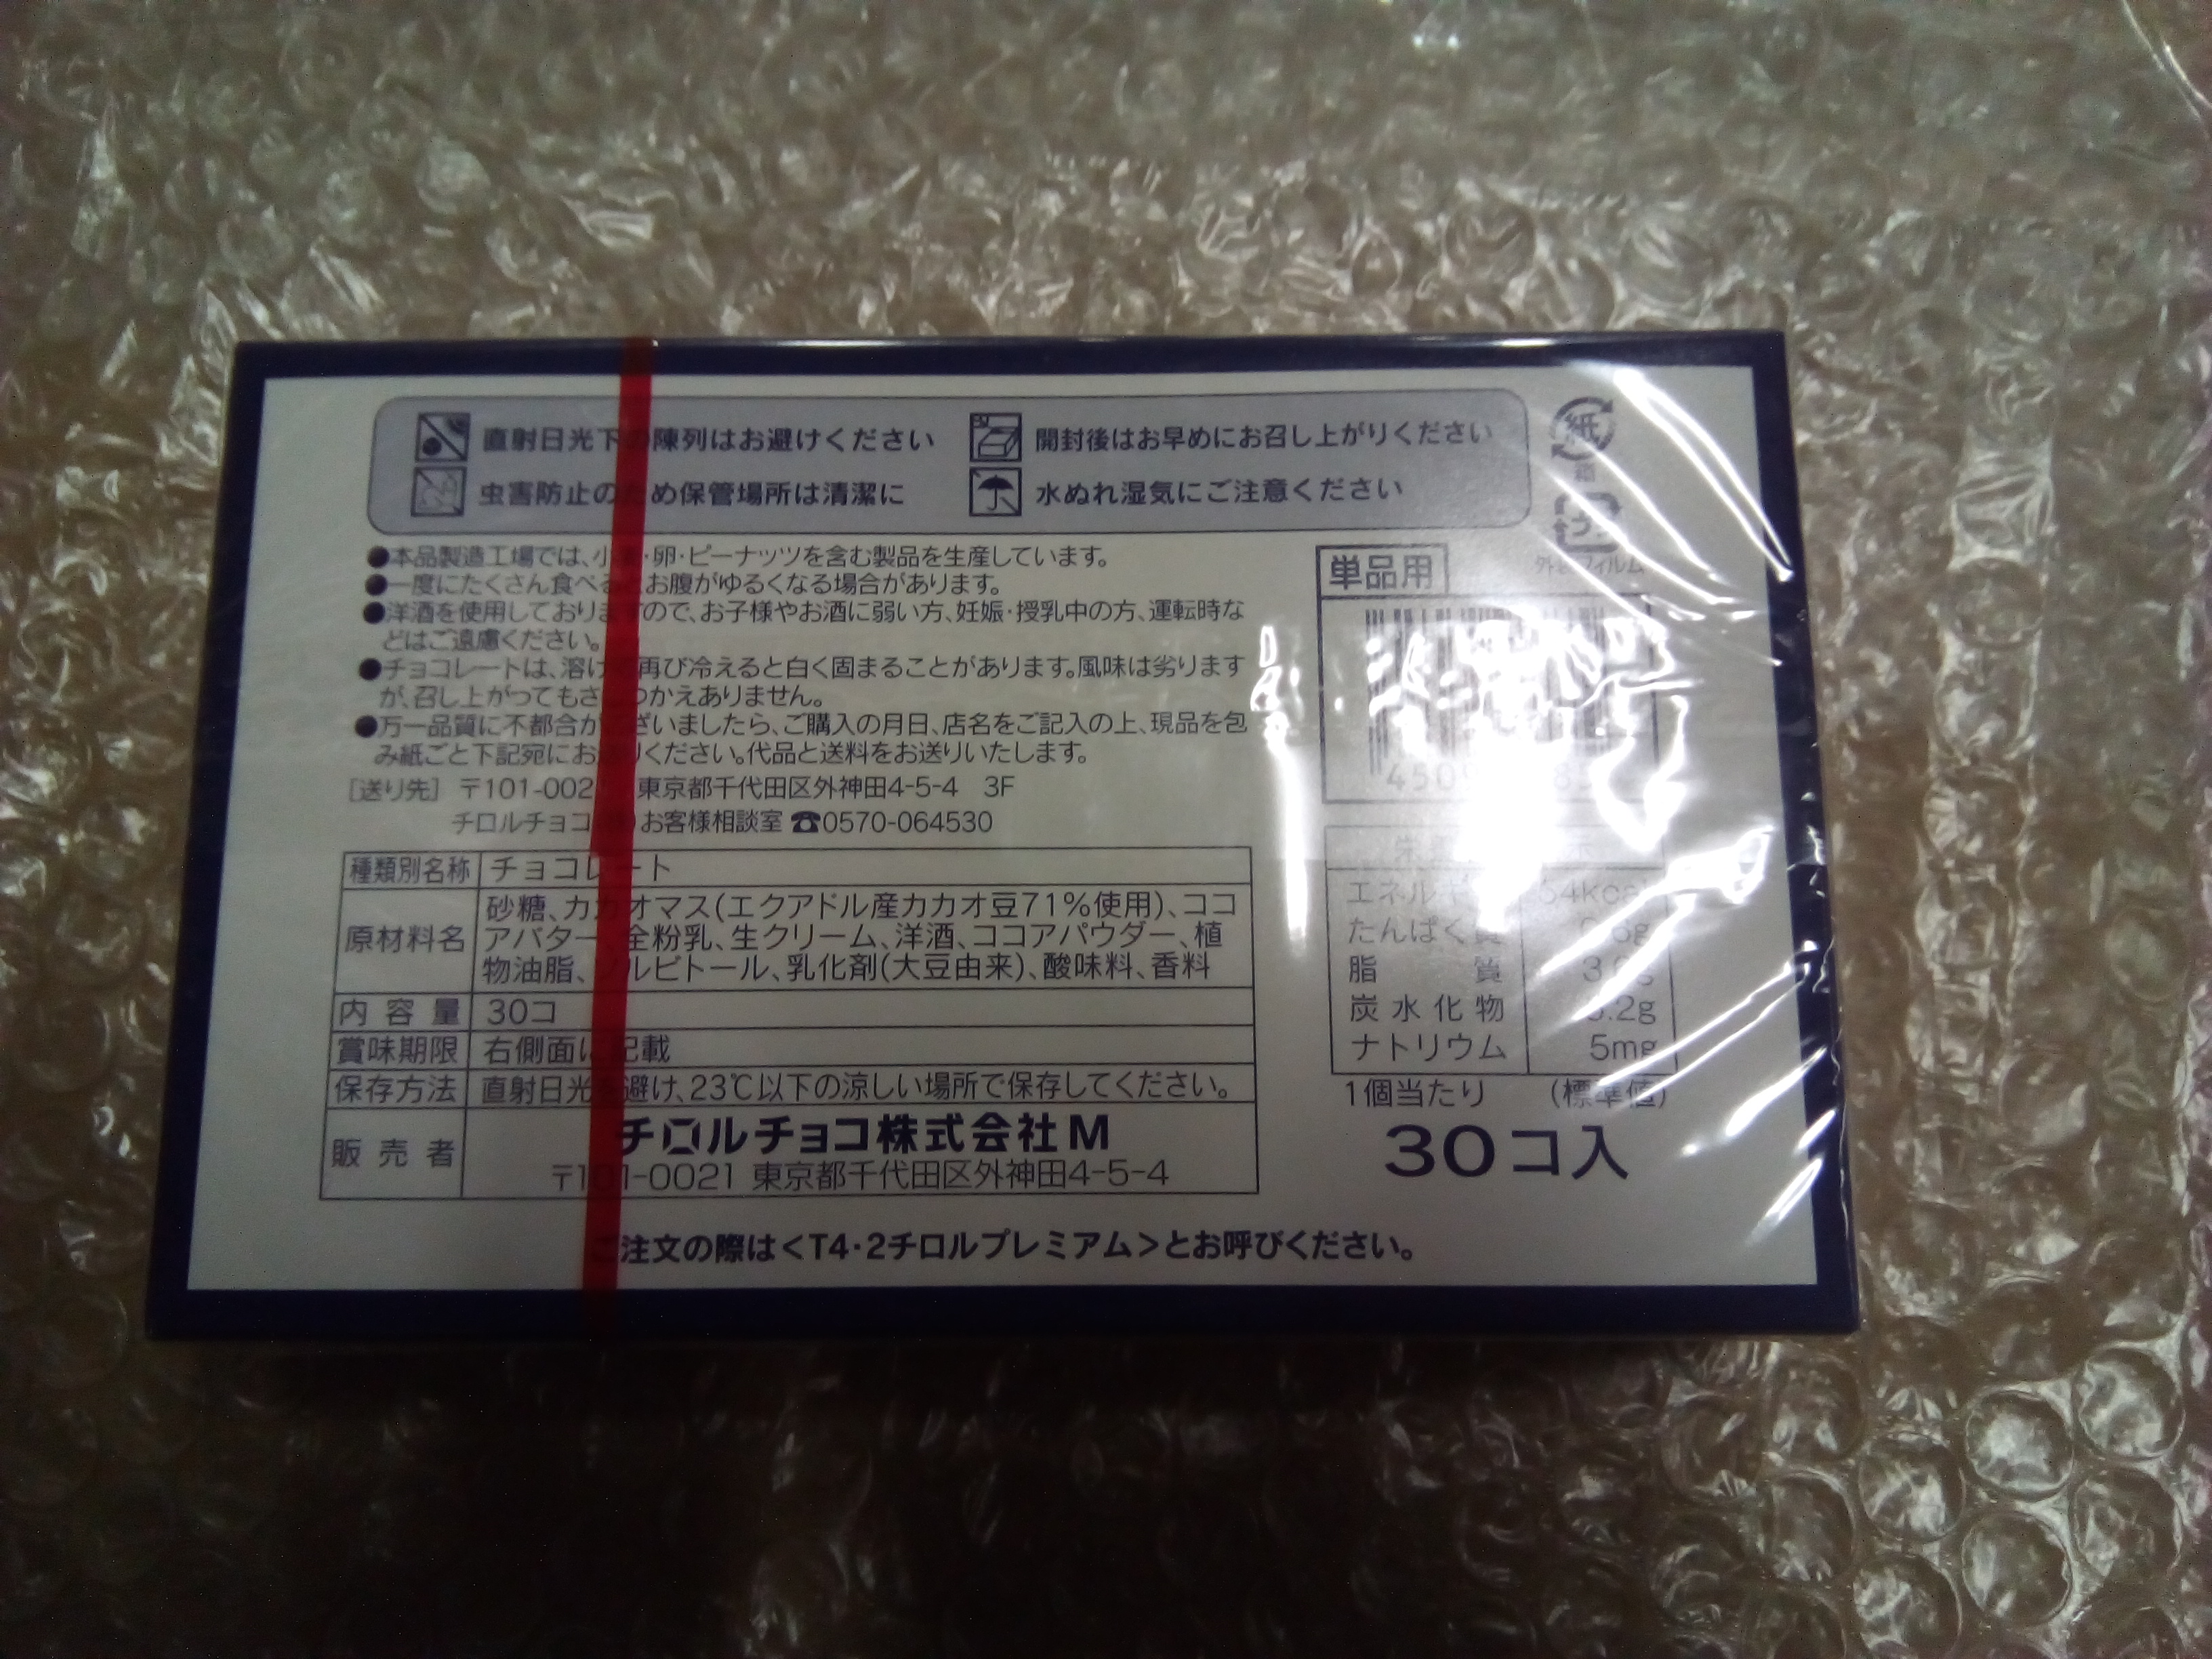 直射日光下の陳列はお避けください
開封後はお早めにお召し上がりください
虫害防止のため保管場所は清潔に
水ぬれ湿気にご注意ください
紙
箱
プラ
外装フィルム
●本品製造工場では、小麦・卵・ピーナッツを含む製品を生産しています。
●一度にたくさん食べるとお腹がゆるくなる場合があります。
●洋酒を使用しておりますので、お子様やお酒に弱い方、妊娠・授乳中の方、運転時な
どはご遠慮ください。
●チョコレートは、溶けて再び冷えると白く固まることがあります。風味は劣ります
が、召し上がってもさしつかえありません。
●万一品質に不都合がございましたら、ご購入の月日、店名をご記入の上、現品を包
み紙ごと下記宛にお送りください。代品と送料をお送りいたします。
[送り先] 〒101-0021 東京都千代田区外神田4-5-4 3F
チロルチョコ(株)お客様相談室☎0570-064530
種類別名称 チョコレート
原材料名 砂糖、カカオマス(エクアドル産カカオ豆71%使用)、ココ
アバター、全粉乳、生クリーム、洋酒、ココアパウダー、植
物油脂、ソルビトール、乳化剤(大豆由来)、酸味料、香料
内容量 30コ
賞味期限 右側面に記載
保存方法 直射日光を避け、23℃以下の涼しい場所で保存してください。
販売者 チロルチョコ株式会社M
〒101-0021 東京都千代田区外神田4-5-4
単品用
エネルギー
たんぱく質
脂質
炭水化物
ナトリウム 5mg
1個当たり (標準値)
30コ入
ご注文の際は<T4・2チロルプレミアム>とお呼びください。